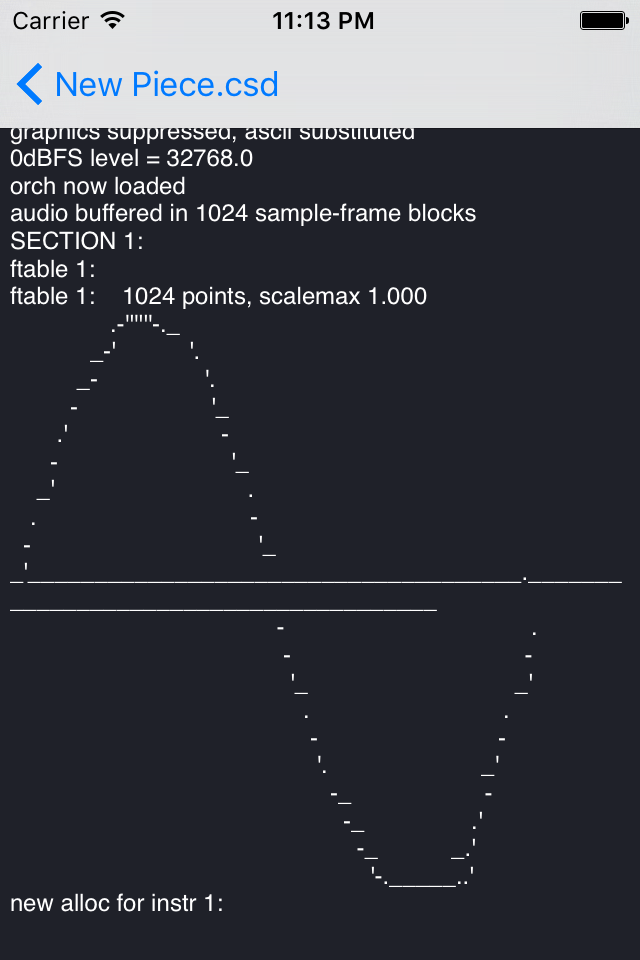 Carrier 11:13 PM
New Piece.csd
graphics suppressed, ascii substituted
0dBFS level = 32768.0
orch now loaded
audio buffered in 1024 sample-frame blocks
SECTION 1:
ftable 1:
ftable 1: 1024 points, scalemax 1.000
new alloc for instr 1: